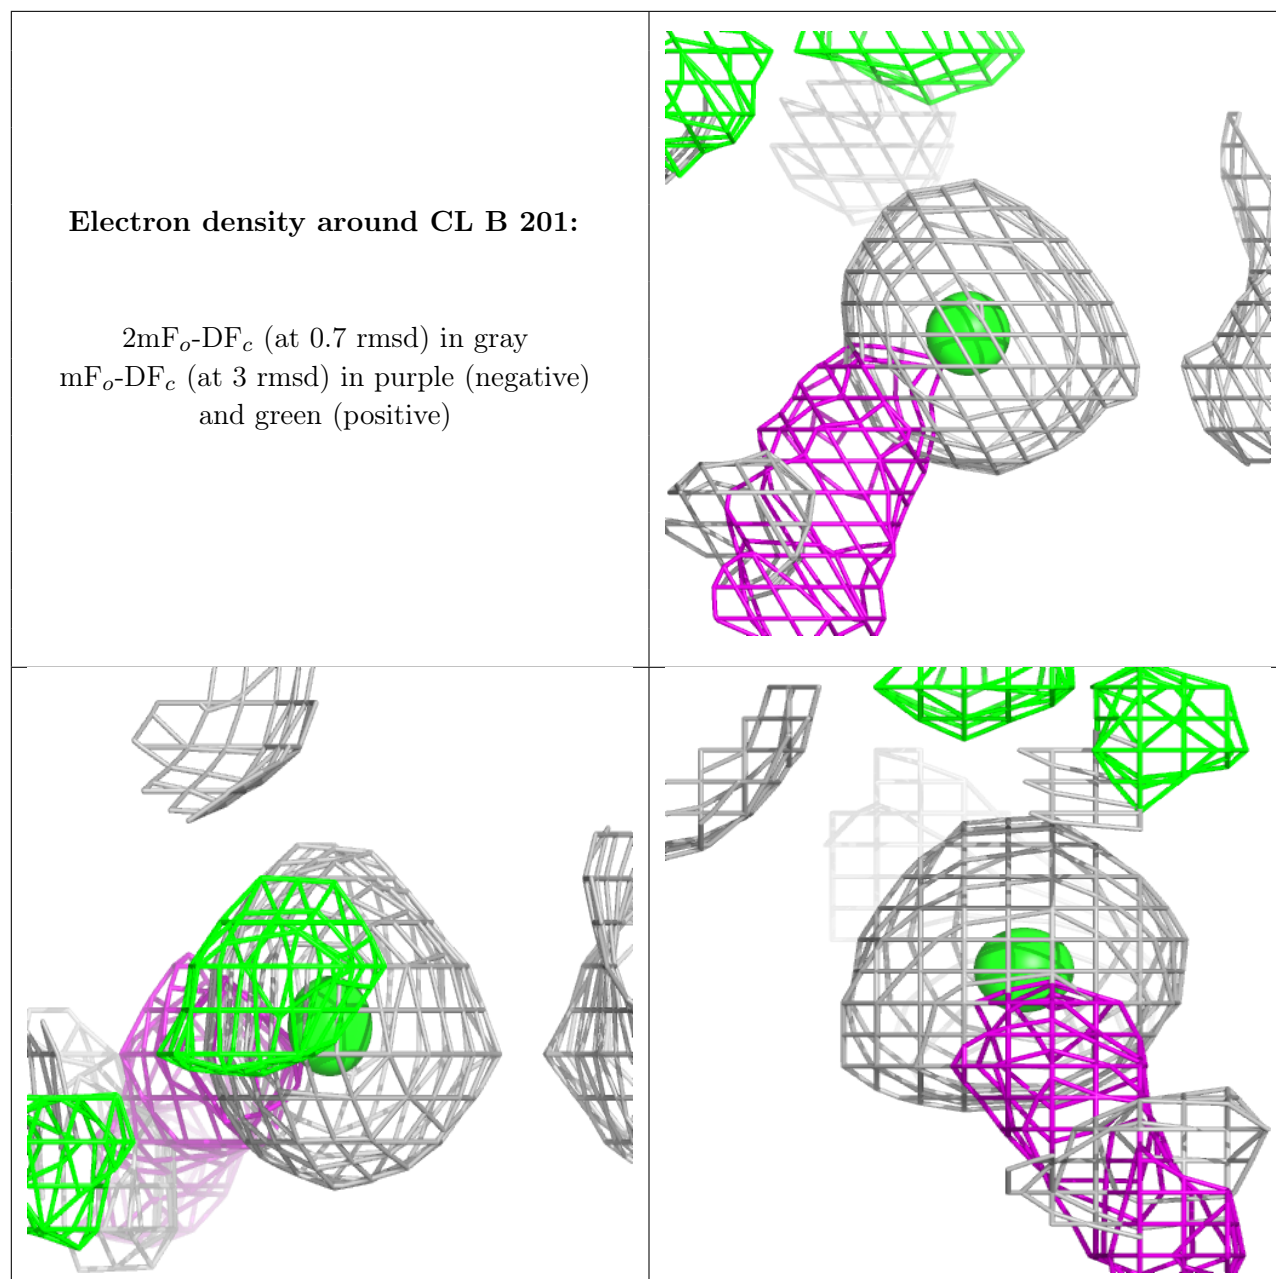 Electron density around CL B 201:
2mFₒ-DF𝒸 (at 0.7 rmsd) in gray
mFₒ-DF𝒸 (at 3 rmsd) in purple (negative)
and green (positive)